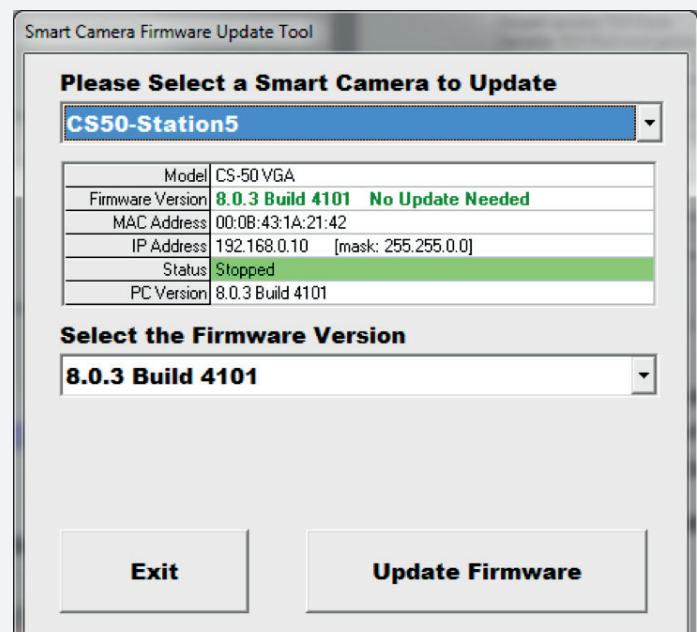 Smart Camera Firmware Update Tool
Please Select a Smart Camera to Update
CS50-Station5
Model CS-50 VGA
Firmware Version 8.0.3 Build 4101 No Update Needed
MAC Address 00:0B:43:1A:21:42
IP Address 192.168.0.10 [mask: 255.255.0.0]
Status Stopped
PC Version 8.0.3 Build 4101
Select the Firmware Version
8.0.3 Build 4101
Exit Update Firmware